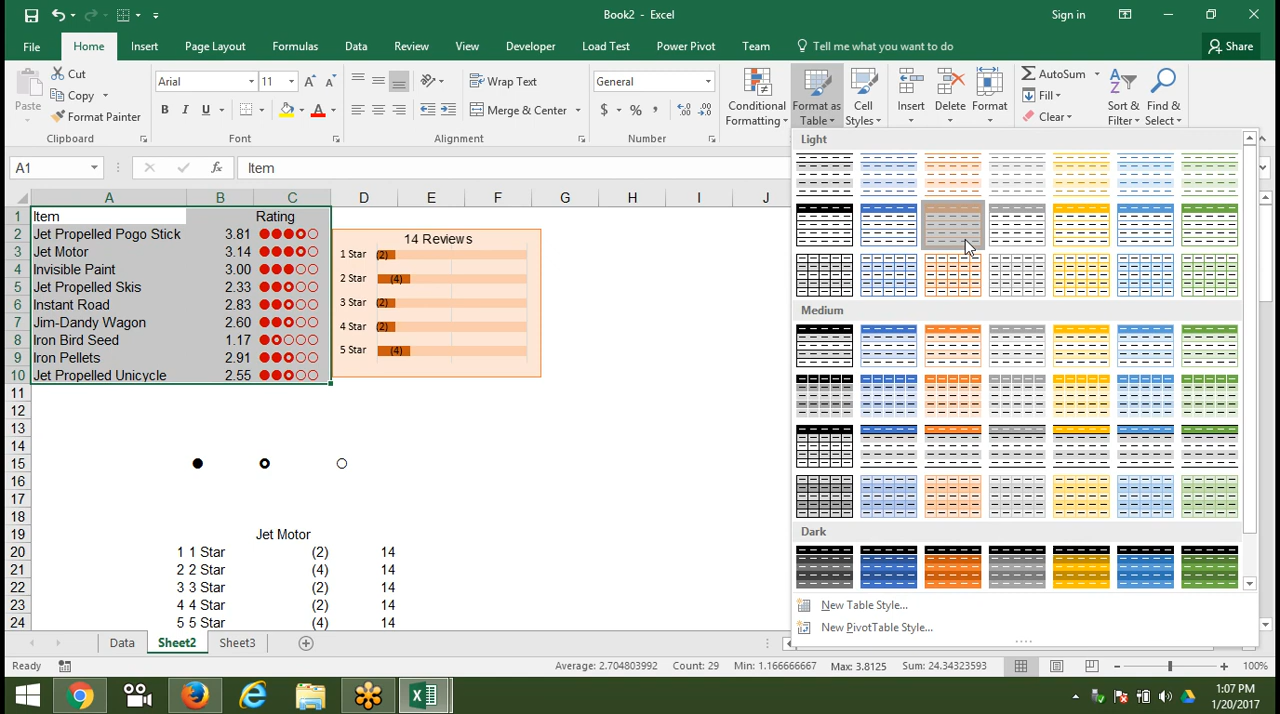 Book2 - Excel
Sign in
File Home Insert Page Layout Formulas Data Review View Developer Load Test Power Pivot Team Tell me what you want to do Share
Paste
Cut
Copy
Format Painter
Clipboard
Arial 11
B I U A
Font
Wrap Text
Merge & Center
Alignment
General
$ % ,
Number
Conditional Formatting
Format as Table
Cell Styles
Insert
Delete
Format
AutoSum
Fill
Clear
Sort & Filter
Find & Select
A1 fx Item
A B C D E F G H I J
1 Item Rating
2 Jet Propelled Pogo Stick 3.81
3 Jet Motor 3.14
4 Invisible Paint 3.00
5 Jet Propelled Skis 2.33
6 Instant Road 2.83
7 Jim-Dandy Wagon 2.60
8 Iron Bird Seed 1.17
9 Iron Pellets 2.91
10 Jet Propelled Unicycle 2.55
11
12
13
14
15
16
17
18
19 Jet Motor
20 1 1 Star (2) 14
21 2 2 Star (4) 14
22 3 3 Star (2) 14
23 4 4 Star (2) 14
24 5 5 Star (4) 14
14 Reviews
1 Star (2)
2 Star (4)
3 Star (2)
4 Star (2)
5 Star (4)
Light
Medium
Dark
New Table Style...
New PivotTable Style...
Data Sheet2 Sheet3
Ready
Average: 2.704803992 Count: 29 Min: 1.166666667 Max: 3.8125 Sum: 24.34323593
100%
1:07 PM
1/20/2017